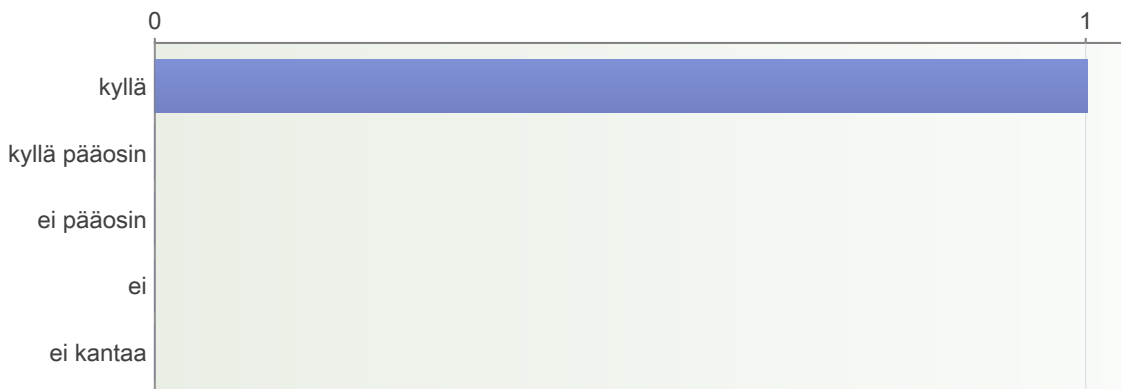 0 1
kyllä
kyllä pääosin
ei pääosin
ei
ei kantaa